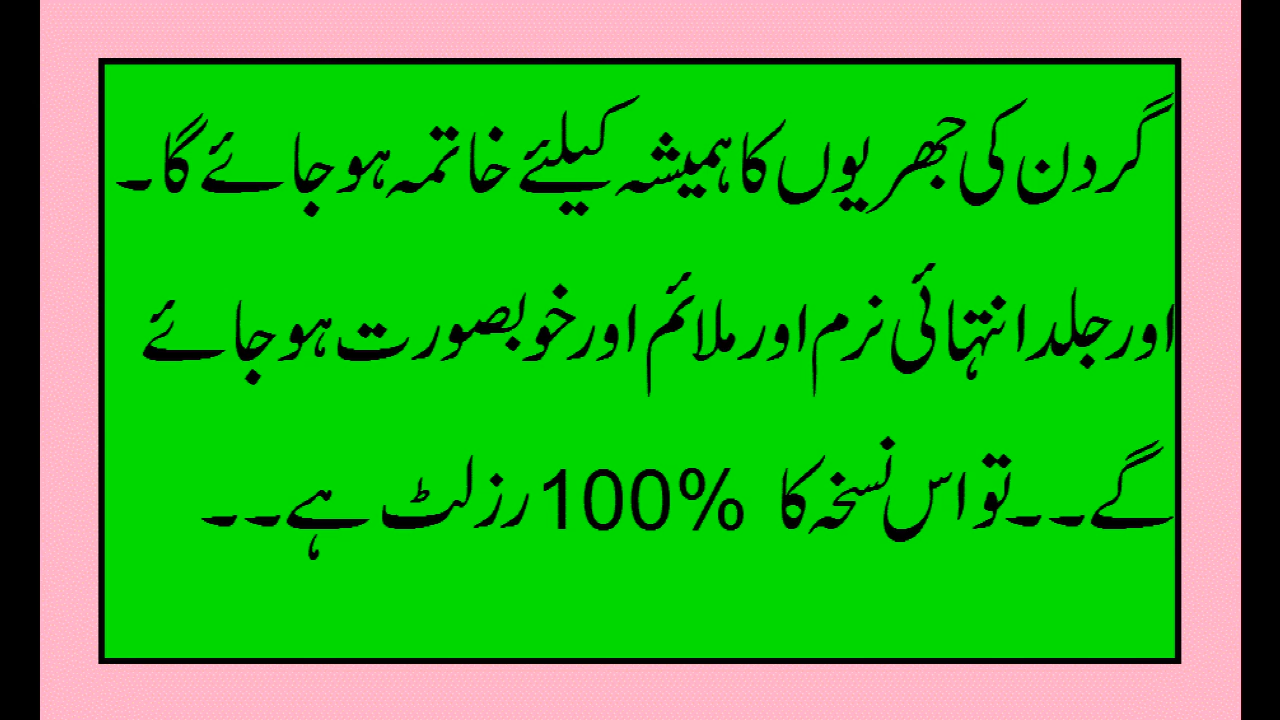 گردن کی جھریوں کا ہمیشہ کیلئے خاتمہ ہو جائے گا۔
اور جلد انتہائی نرم اور ملائم اور خوبصورت ہو جائے
گے۔۔تو اس نسخہ کا %100 رزلٹ ہے۔۔